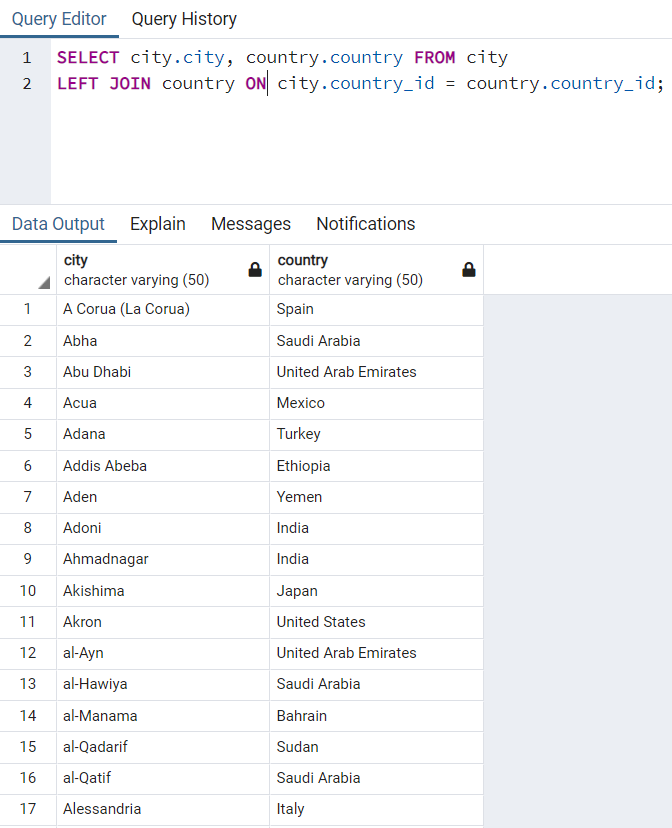 Query Editor Query History
1 SELECT city.city, country.country FROM city
2 LEFT JOIN country ON city.country_id = country.country_id;
Data Output Explain Messages Notifications
city country
character varying (50) character varying (50)
1 A Corua (La Corua) Spain
2 Abha Saudi Arabia
3 Abu Dhabi United Arab Emirates
4 Acua Mexico
5 Adana Turkey
6 Addis Abeba Ethiopia
7 Aden Yemen
8 Adoni India
9 Ahmadnagar India
10 Akishima Japan
11 Akron United States
12 al-Ayn United Arab Emirates
13 al-Hawiya Saudi Arabia
14 al-Manama Bahrain
15 al-Qadarif Sudan
16 al-Qatif Saudi Arabia
17 Alessandria Italy